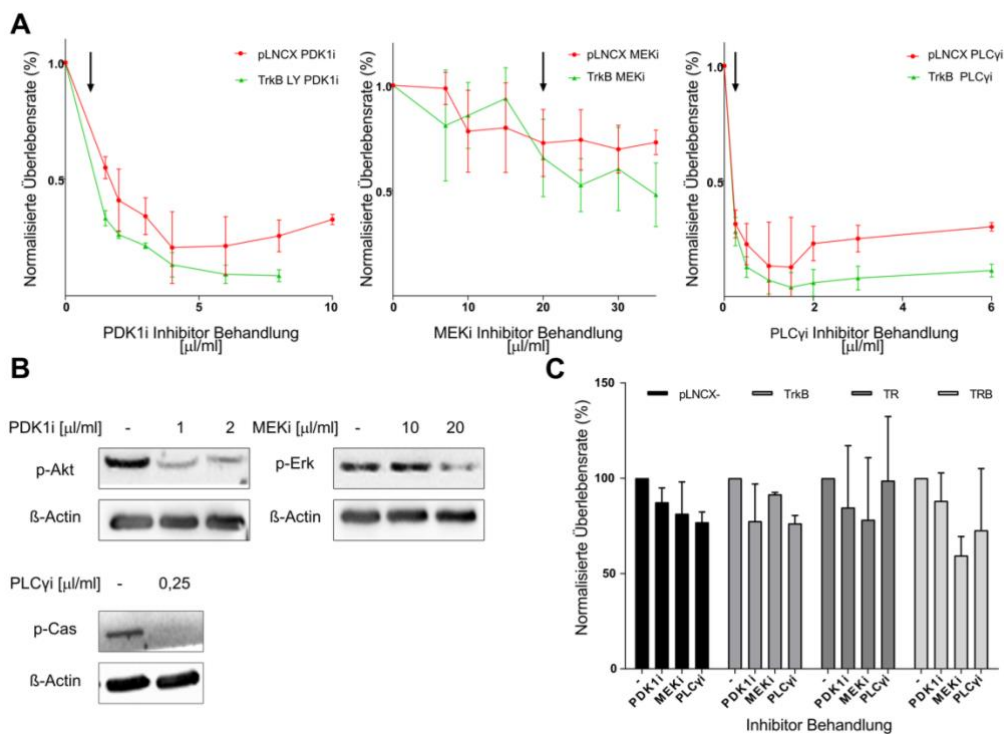 A
Normalisierte Überlebensrate (%)
1.0
0.5
pLNCX PDK1i
TrkB LY PDK1i
0
5
10
PDK1i Inhibitor Behandlung
[µl/ml]
Normalisierte Überlebensrate (%)
1.0
0.5
pLNCX MEKi
TrkB MEKi
0
10
20
30
MEKi Inhibitor Behandlung
[µl/ml]
Normalisierte Überlebensrate (%)
1.0
0.5
pLNCX PLCγi
TrkB PLCγi
0
2
4
6
PLCγi Inhibitor Behandlung
[µl/ml]
B
PDK1i [µl/ml] - 1 2
p-Akt
ß-Actin
MEKi [µl/ml] - 10 20
p-Erk
ß-Actin
PLCγi [µl/ml] - 0,25
p-Cas
ß-Actin
C
Normalisierte Überlebensrate (%)
150
100
50
0
pLNCX- TrkB TR TRB
- PDK1i MEKi PLCγi - PDK1i MEKi PLCγi - PDK1i MEKi PLCγi - PDK1i MEKi PLCγi
Inhibitor Behandlung